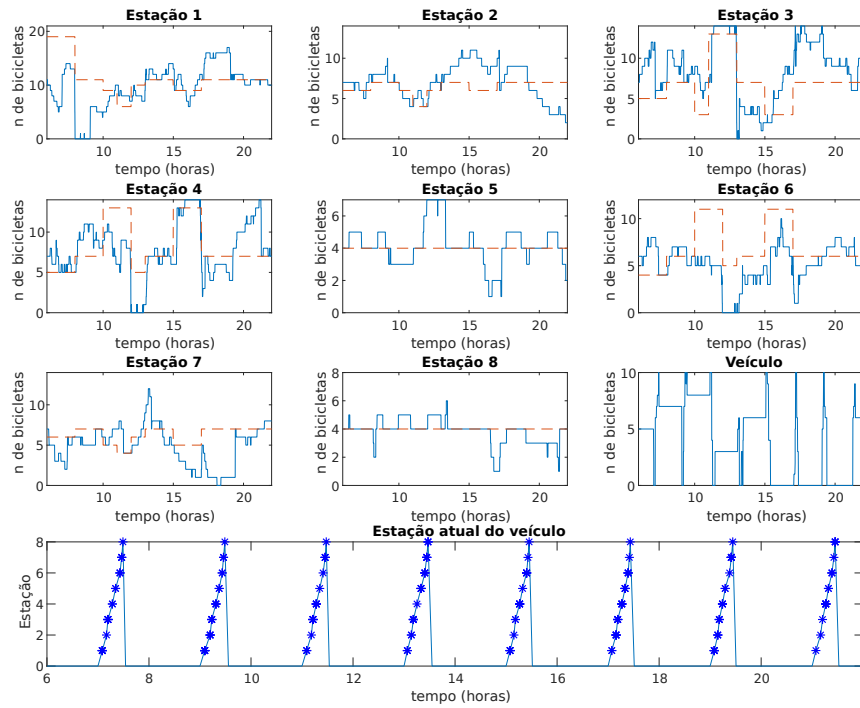 Estação 1
Estação 2
Estação 3
20
10
0
n de bicicletas
10 15 20
tempo (horas)
10
5
0
n de bicicletas
10 15 20
tempo (horas)
10
5
0
n de bicicletas
10 15 20
tempo (horas)
Estação 4
Estação 5
Estação 6
10
5
0
n de bicicletas
10 15 20
tempo (horas)
6
4
2
0
n de bicicletas
10 15 20
tempo (horas)
10
5
0
n de bicicletas
10 15 20
tempo (horas)
Estação 7
Estação 8
Veículo
10
5
0
n de bicicletas
10 15 20
tempo (horas)
8
6
4
2
0
n de bicicletas
10 15 20
tempo (horas)
10
5
0
n de bicicletas
10 15 20
tempo (horas)
Estação atual do veículo
8
6
4
2
0
Estação
6 8 10 12 14 16 18 20 22
tempo (horas)